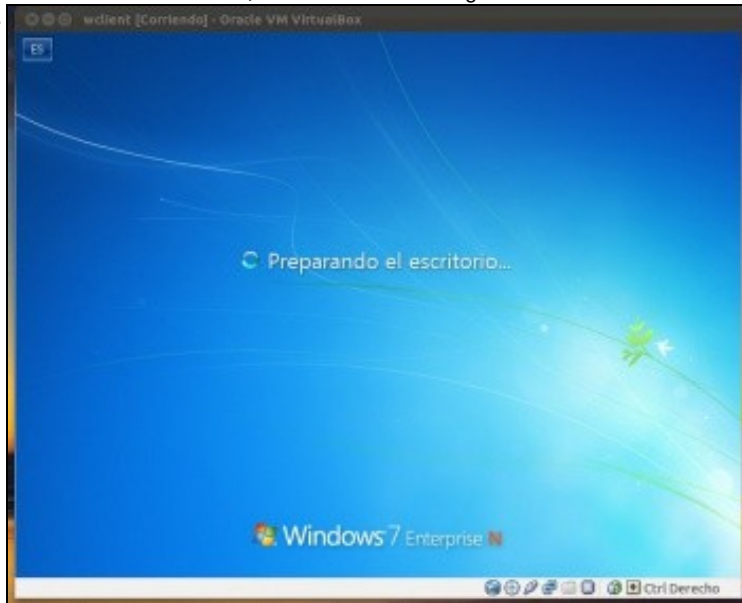 wclient [Corriendo] - Oracle VM VirtualBox
ES
Preparando el escritorio...
Windows 7 Enterprise N
Ctrl Derecho